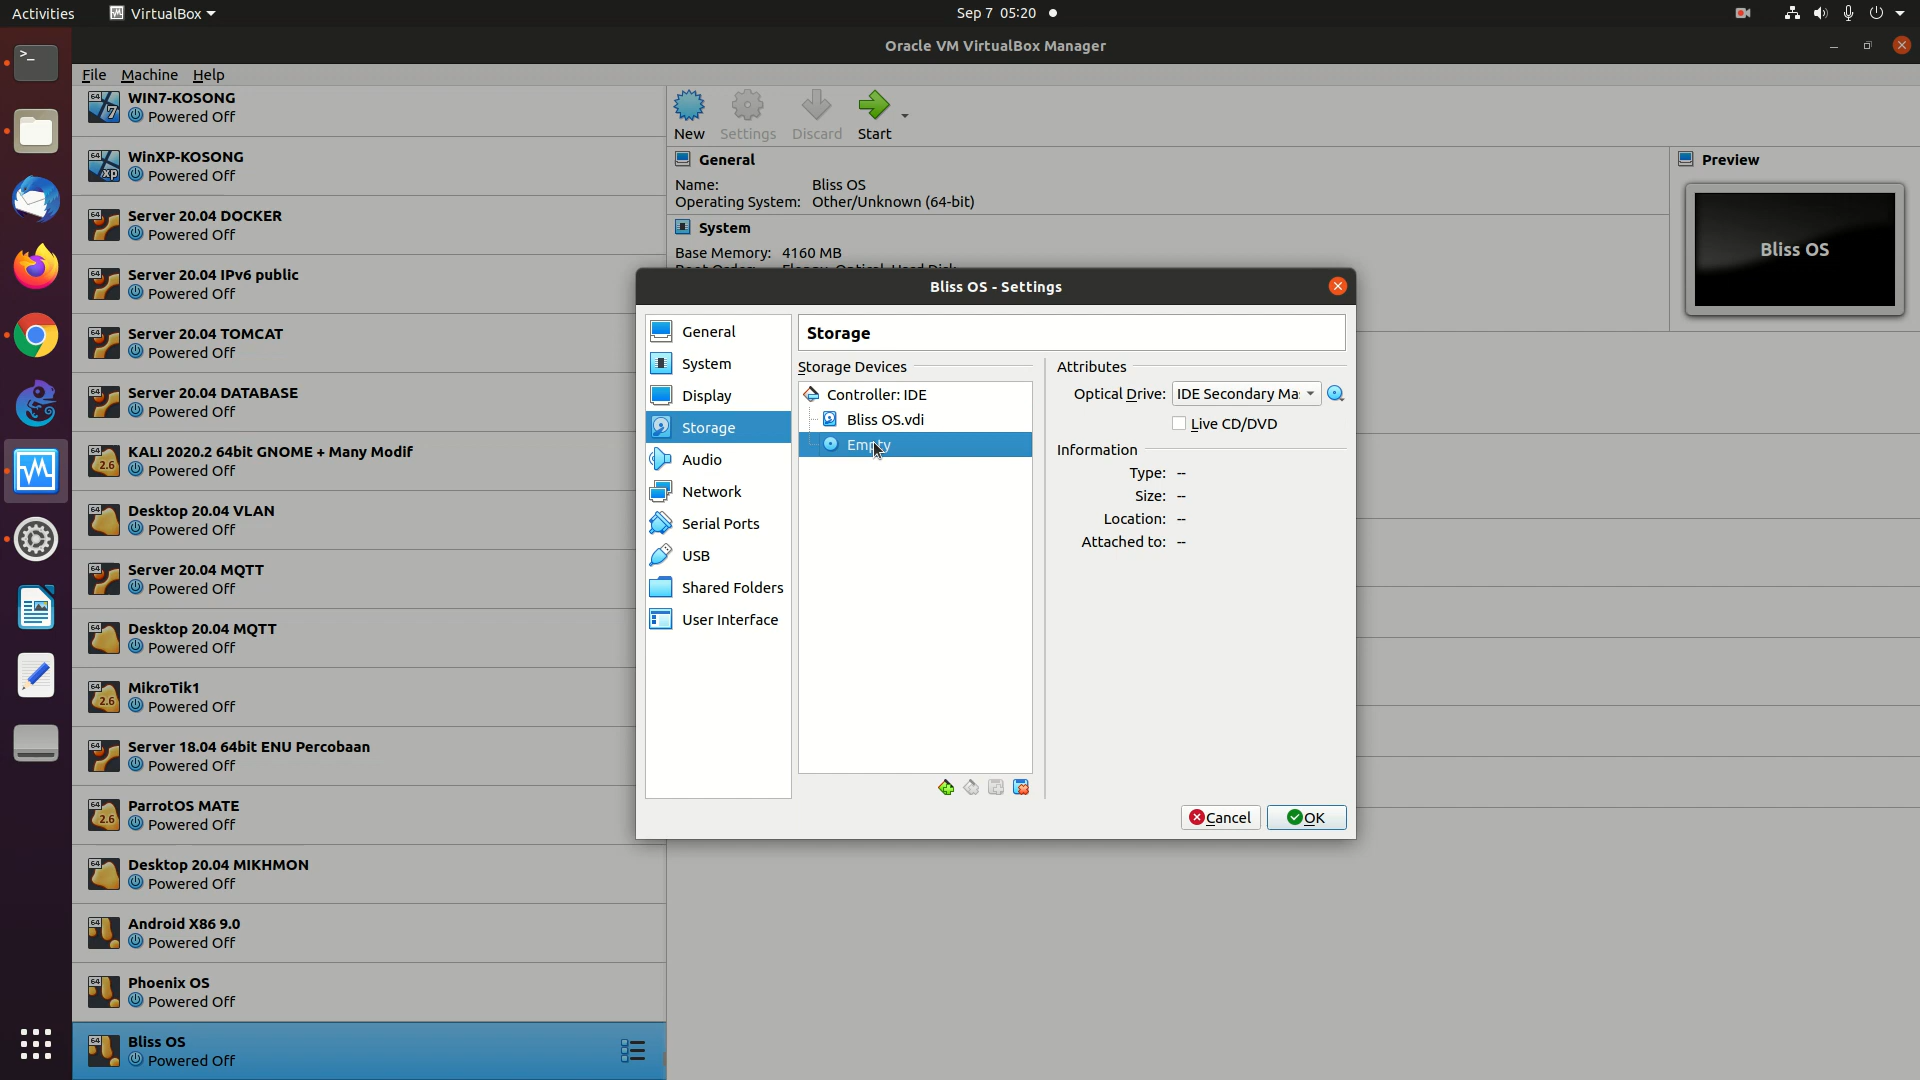 Activities
VirtualBox
Sep 7 05:20
Oracle VM VirtualBox Manager
File Machine Help
WIN7-KOSONG
Powered Off
WinXP-KOSONG
Powered Off
Server 20.04 DOCKER
Powered Off
Server 20.04 IPv6 public
Powered Off
Server 20.04 TOMCAT
Powered Off
Server 20.04 DATABASE
Powered Off
KALI 2020.2 64bit GNOME + Many Modif
Powered Off
Desktop 20.04 VLAN
Powered Off
Server 20.04 MQTT
Powered Off
Desktop 20.04 MQTT
Powered Off
MikroTik1
Powered Off
Server 18.04 64bit ENU Percobaan
Powered Off
ParrotOS MATE
Powered Off
Desktop 20.04 MIKHMON
Powered Off
Android X86 9.0
Powered Off
Phoenix OS
Powered Off
Bliss OS
Powered Off
New Settings Discard Start
General
Name: Bliss OS
Operating System: Other/Unknown (64-bit)
System
Base Memory: 4160 MB
Preview
Bliss OS
Bliss OS - Settings
General
System
Display
Storage
Audio
Network
Serial Ports
USB
Shared Folders
User Interface
Storage
Storage Devices
Controller: IDE
Bliss OS.vdi
Empty
Attributes
Optical Drive: IDE Secondary Ma
Live CD/DVD
Information
Type: --
Size: --
Location: --
Attached to: --
Cancel OK